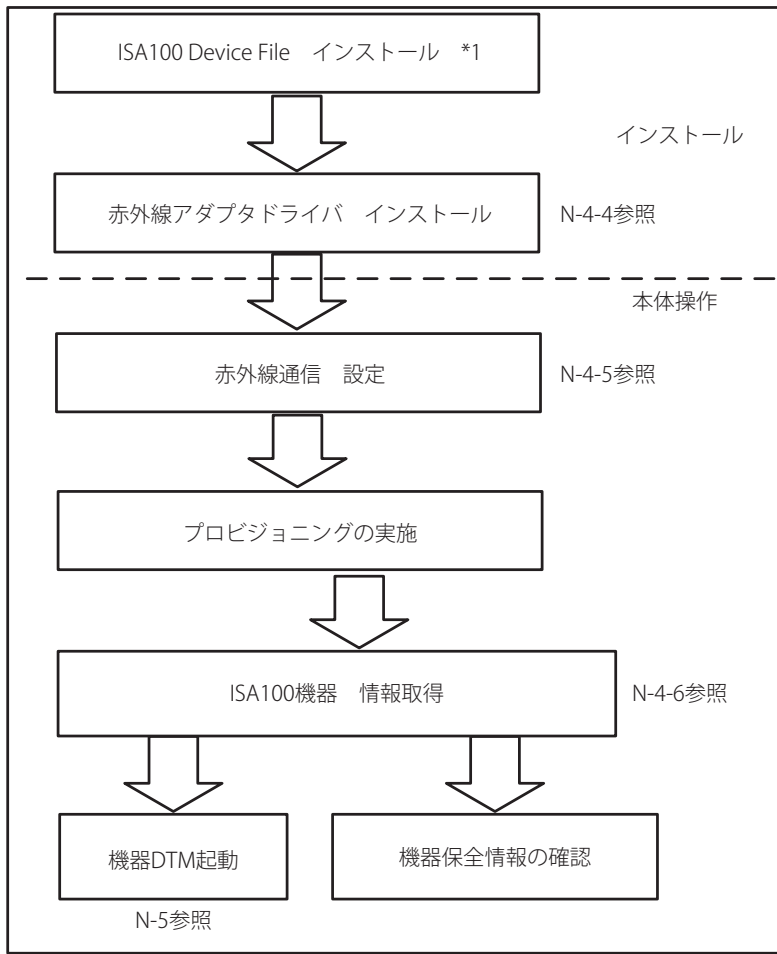 ISA100 Device File　インストール　*1
インストール
赤外線アダプタドライバ　インストール
N-4-4参照
本体操作
赤外線通信　設定
N-4-5参照
プロビジョニングの実施
ISA100機器　情報取得
N-4-6参照
機器DTM起動
機器保全情報の確認
N-5参照